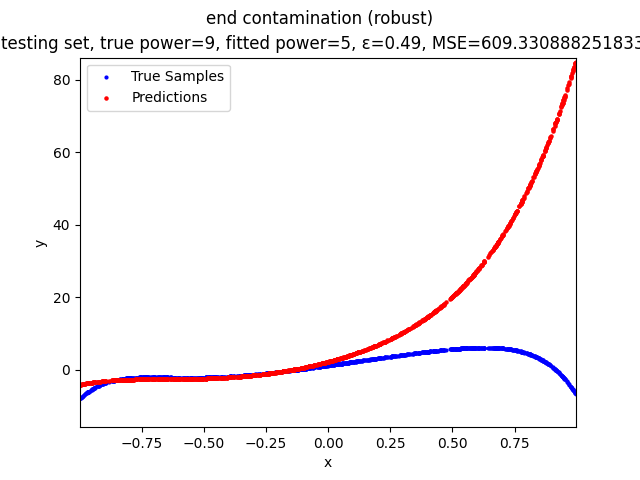 end contamination (robust)
testing set, true power=9, fitted power=5, ε=0.49, MSE=609.330888251833
True Samples
Predictions
80
60
40
20
0
y
−0.75 −0.50 −0.25 0.00 0.25 0.50 0.75
x